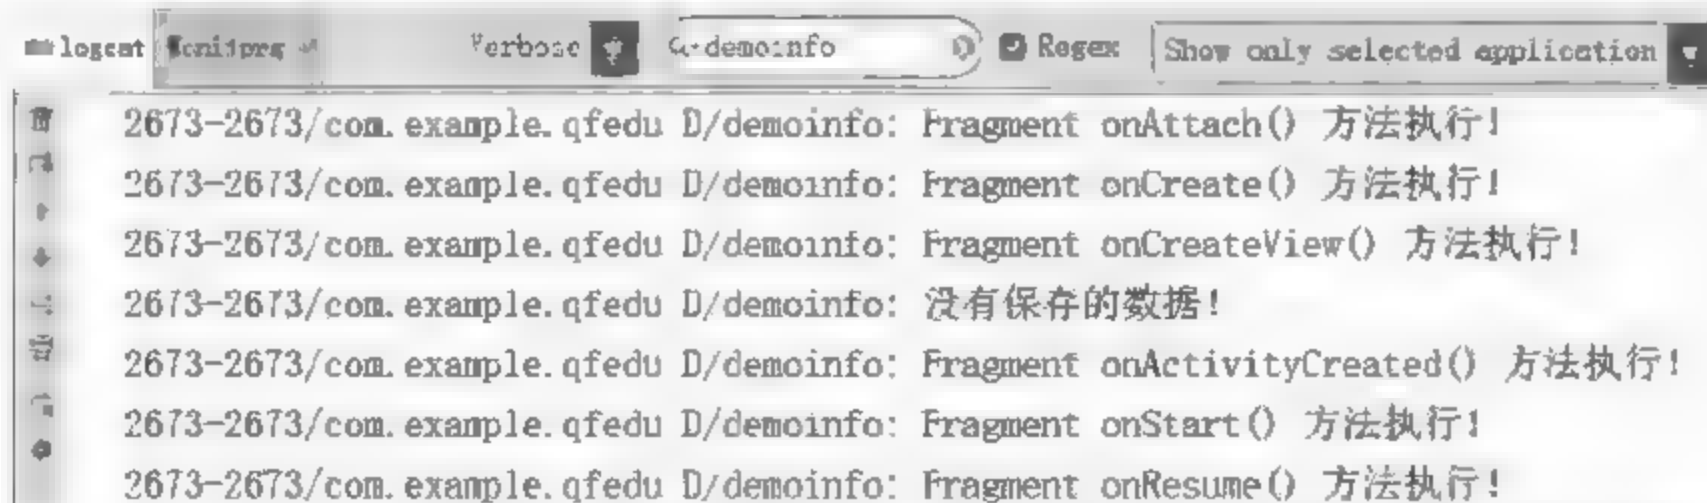 logcat Verbose demoinfo Regex Show only selected application
2673-2673/com.example.qfedu D/demoinfo: Fragment onAttach() 方法执行!
2673-2673/com.example.qfedu D/demoinfo: Fragment onCreate() 方法执行!
2673-2673/com.example.qfedu D/demoinfo: Fragment onCreateView() 方法执行!
2673-2673/com.example.qfedu D/demoinfo: 没有保存的数据!
2673-2673/com.example.qfedu D/demoinfo: Fragment onActivityCreated() 方法执行!
2673-2673/com.example.qfedu D/demoinfo: Fragment onStart() 方法执行!
2673-2673/com.example.qfedu D/demoinfo: Fragment onResume() 方法执行!